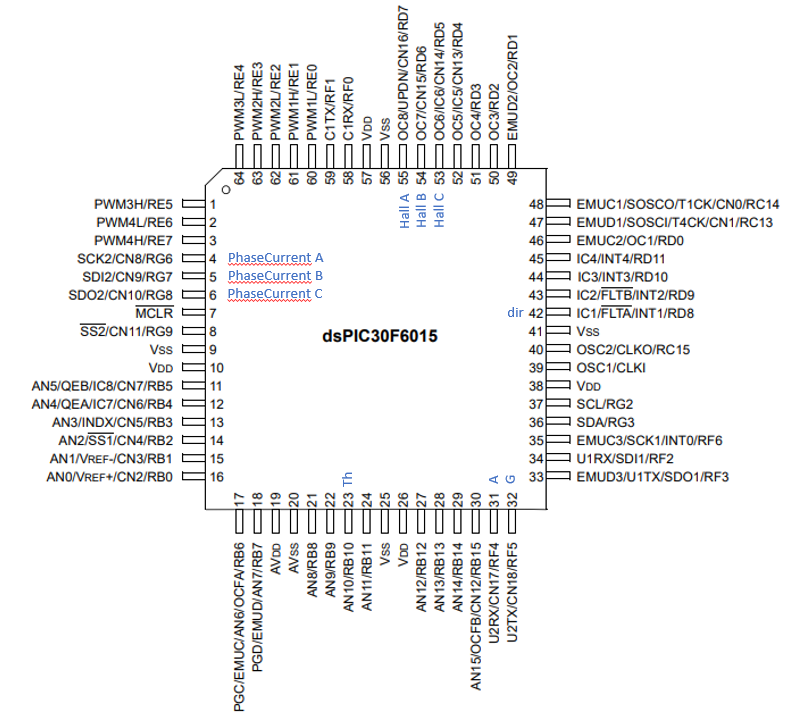 PWM3L/RE4
PWM2H/RE3
PWM2L/RE2
PWM1H/RE1
PWM1L/RE0
C1TX/RF1
C1RX/RF0
VDD
VSS
OC8/UPDN/CN16/RD7
OC7/CN15/RD6
OC6/IC6/CN14/RD5
OC5/IC5/CN13/RD4
OC4/RD3
OC3/RD2
EMUD2/OC2/RD1
64 63 62 61 60 59 58 57 56 55 54 53 52 51 50 49
Hall A
Hall B
Hall C
PWM3H/RE5 1
PWM4L/RE6 2
PWM4H/RE7 3
SCK2/CN8/RG6 4 PhaseCurrent A
SDI2/CN9/RG7 5 PhaseCurrent B
SDO2/CN10/RG8 6 PhaseCurrent C
MCLR 7
SS2/CN11/RG9 8
VSS 9
VDD 10
AN5/QEB/IC8/CN7/RB5 11
AN4/QEA/IC7/CN6/RB4 12
AN3/INDX/CN5/RB3 13
AN2/SS1/CN4/RB2 14
AN1/VREF-/CN3/RB1 15
AN0/VREF+/CN2/RB0 16
dsPIC30F6015
48 EMUC1/SOSCO/T1CK/CN0/RC14
47 EMUD1/SOSCI/T4CK/CN1/RC13
46 EMUC2/OC1/RD0
45 IC4/INT4/RD11
44 IC3/INT3/RD10
43 IC2/FLTB/INT2/RD9
dir 42 IC1/FLTA/INT1/RD8
41 VSS
40 OSC2/CLKO/RC15
39 OSC1/CLKI
38 VDD
37 SCL/RG2
36 SDA/RG3
35 EMUC3/SCK1/INT0/RF6
34 U1RX/SDI1/RF2
33 EMUD3/U1TX/SDO1/RF3
Th
A
G
17 18 19 20 21 22 23 24 25 26 27 28 29 30 31 32
PGC/EMUC/AN6/OCFA/RB6
PGD/EMUD/AN7/RB7
AVDD
AVSS
AN8/RB8
AN9/RB9
AN10/RB10
AN11/RB11
VSS
VDD
AN12/RB12
AN13/RB13
AN14/RB14
AN15/OCFB/CN12/RB15
U2RX/CN17/RF4
U2TX/CN18/RF5